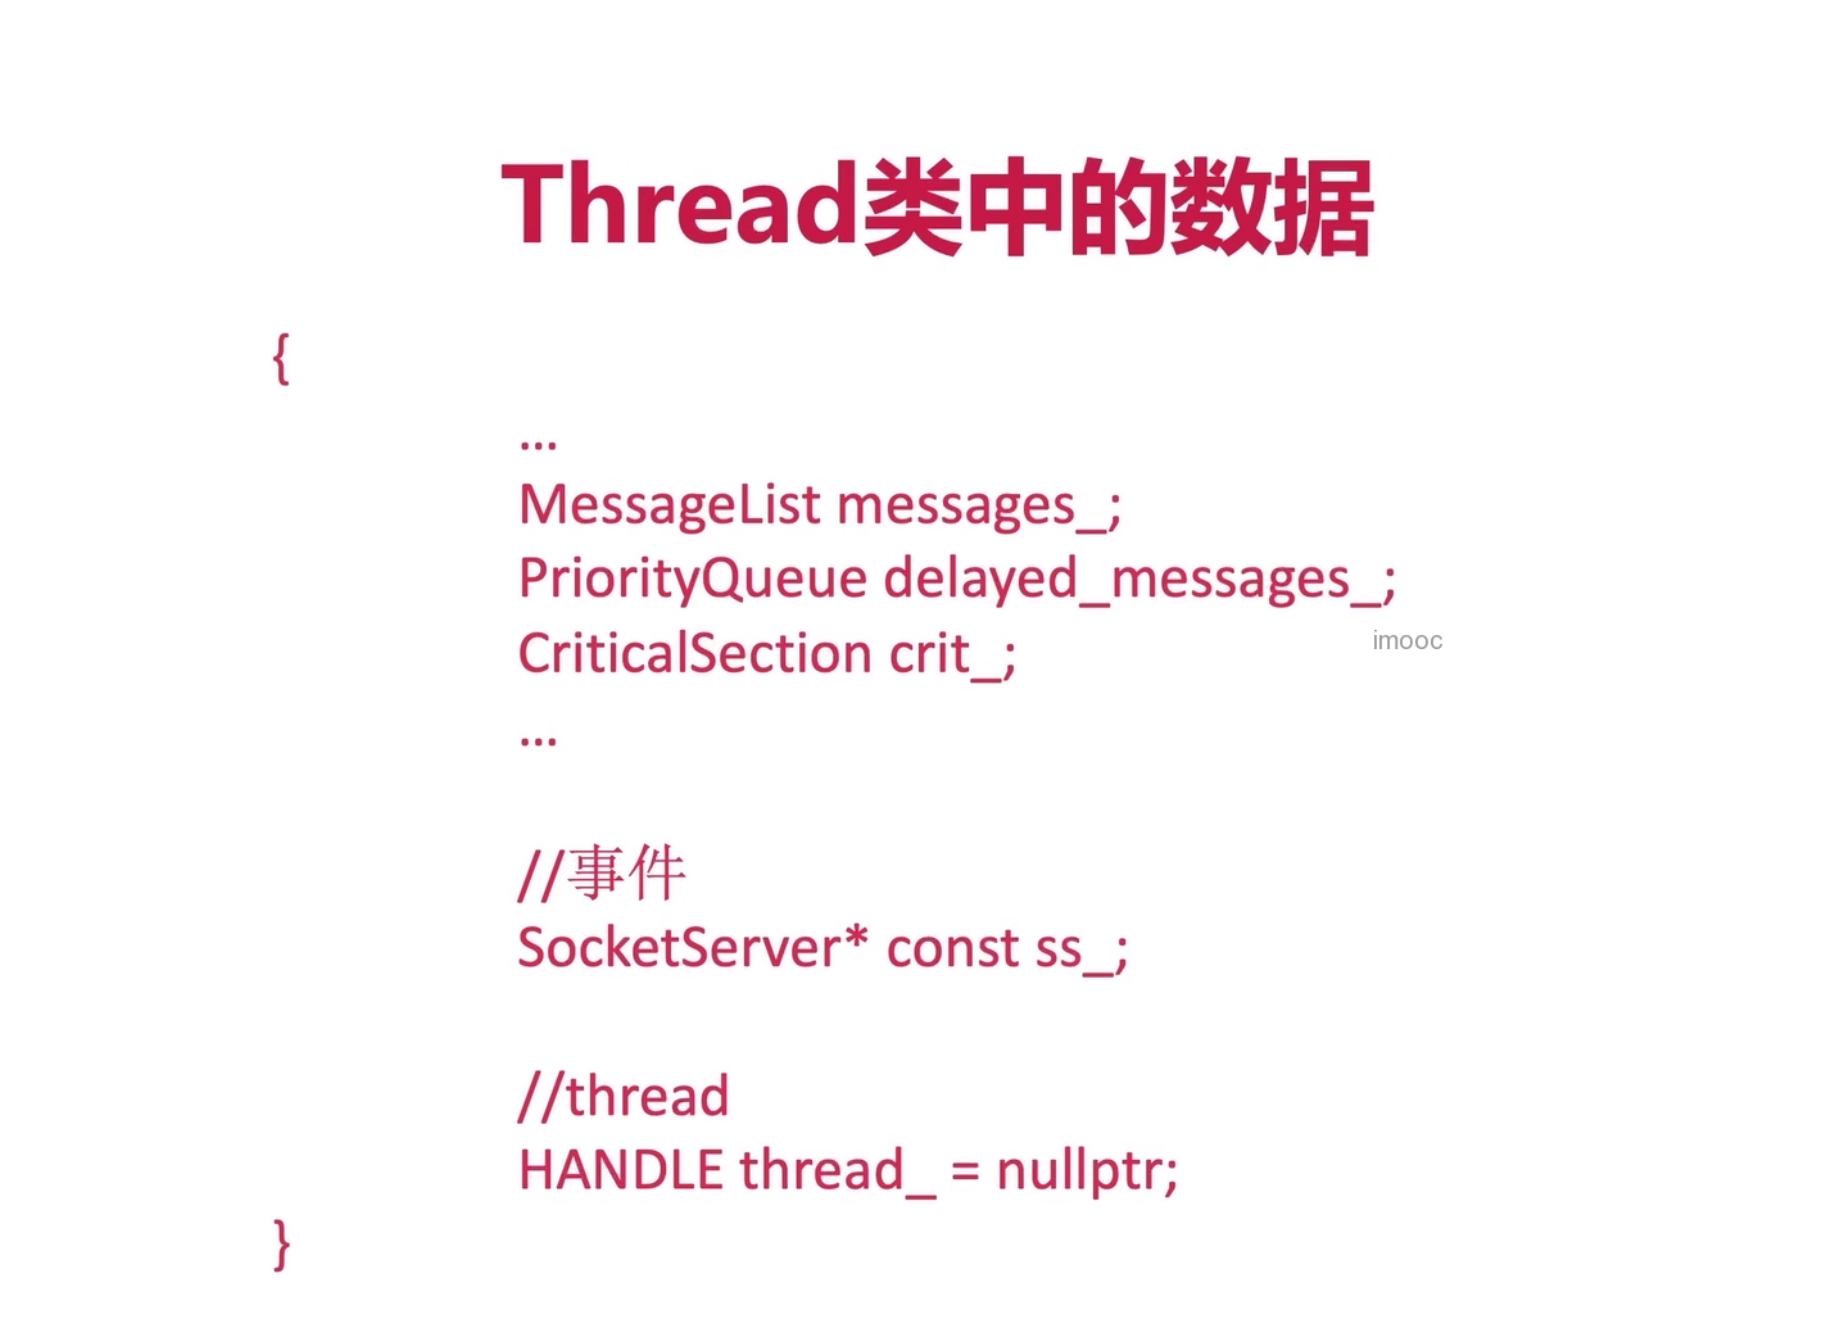 Thread类中的数据
{
...
MessageList messages_;
PriorityQueue delayed_messages_;
CriticalSection crit_;
imooc
...
//事件
SocketServer* const ss_;
//thread
HANDLE thread_ = nullptr;
}